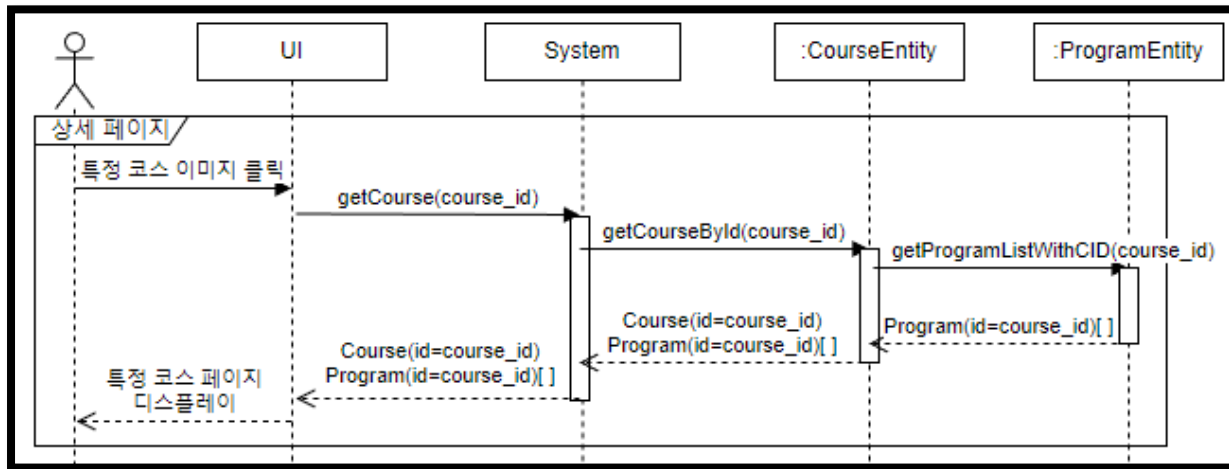 UI
System
:CourseEntity
:ProgramEntity
상세 페이지
특정 코스 이미지 클릭
getCourse(course_id)
getCourseById(course_id)
getProgramListWithCID(course_id)
Program(id=course_id)[ ]
Course(id=course_id)
Program(id=course_id)[ ]
Course(id=course_id)
Program(id=course_id)[ ]
특정 코스 페이지
디스플레이